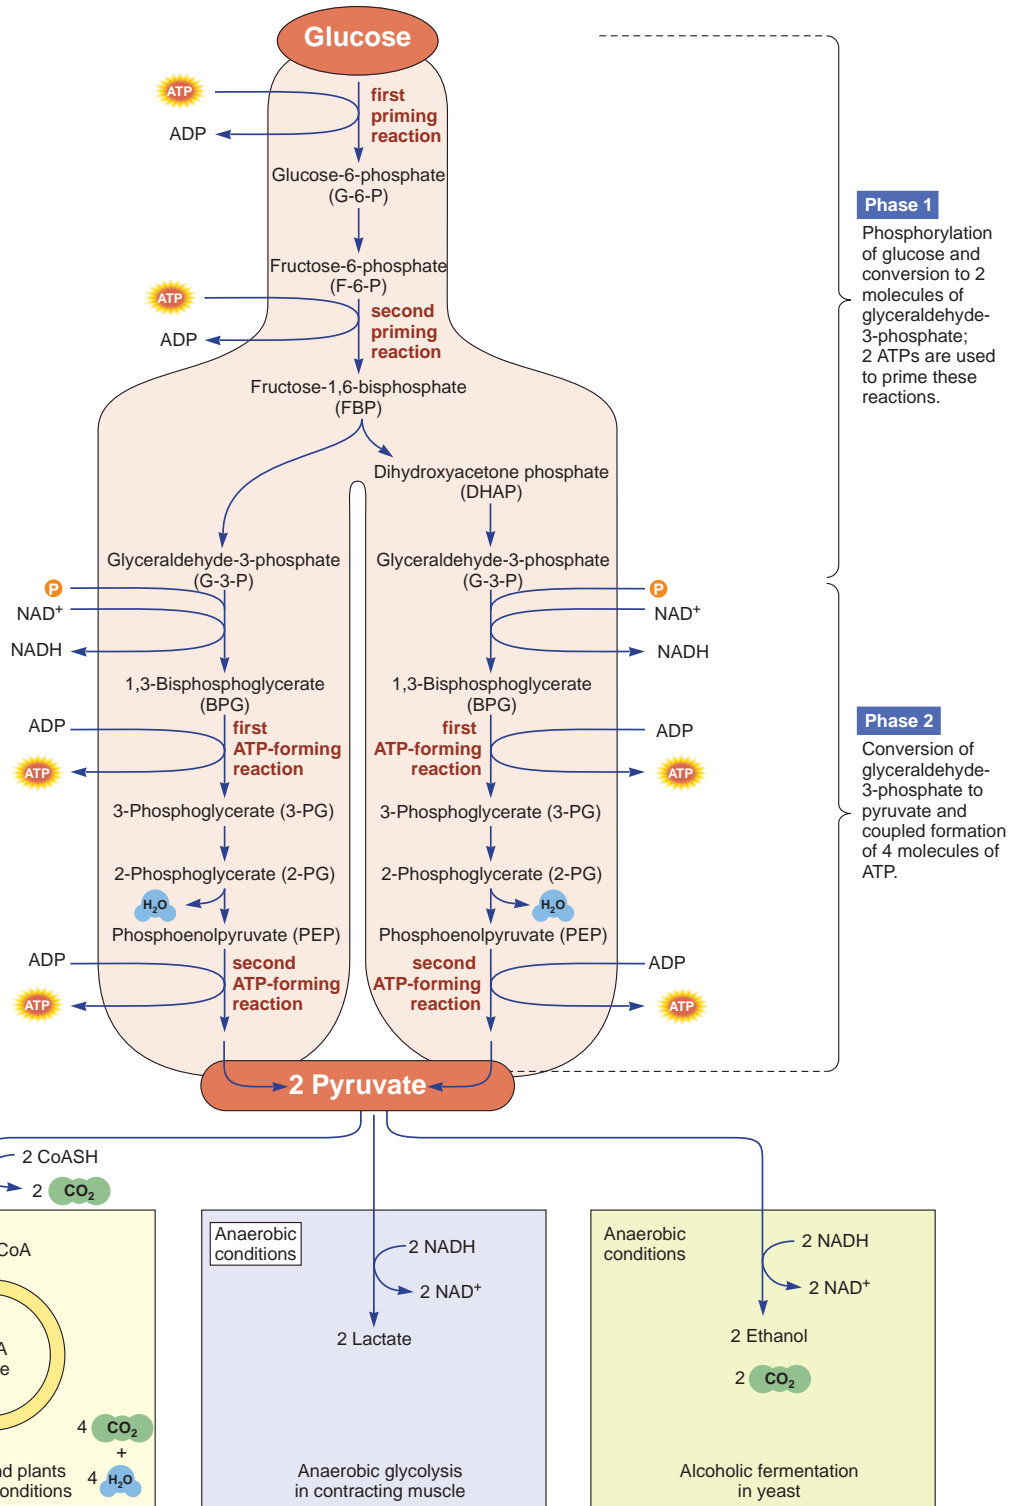 Glucose
ATP
first
priming
reaction
ADP
Glucose-6-phosphate
(G-6-P)
Fructose-6-phosphate
(F-6-P)
ATP
second
priming
reaction
ADP
Fructose-1,6-bisphosphate
(FBP)
Dihydroxyacetone phosphate
(DHAP)
Phase 1
Phosphorylation
of glucose and
conversion to 2
molecules of
glyceraldehyde-
3-phosphate;
2 ATPs are used
to prime these
reactions.
Glyceraldehyde-3-phosphate
(G-3-P)
P
NAD+
NADH
1,3-Bisphosphoglycerate
(BPG)
ADP
first
ATP-forming
reaction
ATP
3-Phosphoglycerate (3-PG)
2-Phosphoglycerate (2-PG)
H2O
Phosphoenolpyruvate (PEP)
ADP
second
ATP-forming
reaction
ATP
Glyceraldehyde-3-phosphate
(G-3-P)
P
NAD+
NADH
1,3-Bisphosphoglycerate
(BPG)
first
ATP-forming
reaction
ADP
ATP
3-Phosphoglycerate (3-PG)
2-Phosphoglycerate (2-PG)
H2O
Phosphoenolpyruvate (PEP)
second
ATP-forming
reaction
ADP
ATP
Phase 2
Conversion of
glyceraldehyde-
3-phosphate to
pyruvate and
coupled formation
of 4 molecules of
ATP.
2 Pyruvate
2 CoASH
2 CO2
CoA
A
e
4 CO2
+
4 H2O
nd plants
onditions
Anaerobic
conditions
2 NADH
2 NAD+
2 Lactate
Anaerobic glycolysis
in contracting muscle
Anaerobic
conditions
2 NADH
2 NAD+
2 Ethanol
2 CO2
Alcoholic fermentation
in yeast